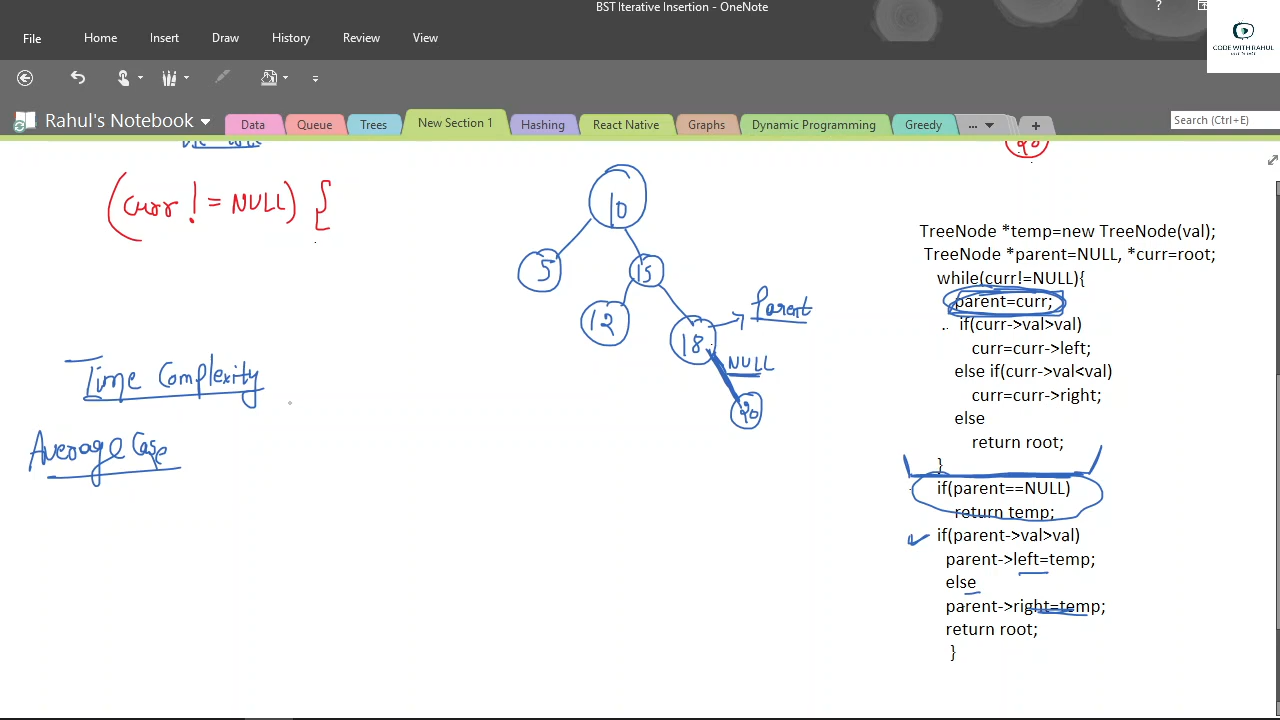 BST Iterative Insertion - OneNote
?
CODE WITH RAHUL
File
Home
Insert
Draw
History
Review
View
Rahul's Notebook
Data
Queue
Trees
New Section 1
Hashing
React Native
Graphs
Dynamic Programming
Greedy
...
+
Search (Ctrl+E)
(curr != NULL) {
10
5
15
12
18
Parent
NULL
20
Time Complexity
Average Case
TreeNode *temp=new TreeNode(val);
TreeNode *parent=NULL, *curr=root;
while(curr!=NULL){
parent=curr;
if(curr->val>val)
curr=curr->left;
else if(curr->val<val)
curr=curr->right;
else
return root;
}
if(parent==NULL)
return temp;
if(parent->val>val)
parent->left=temp;
else
parent->right=temp;
return root;
}